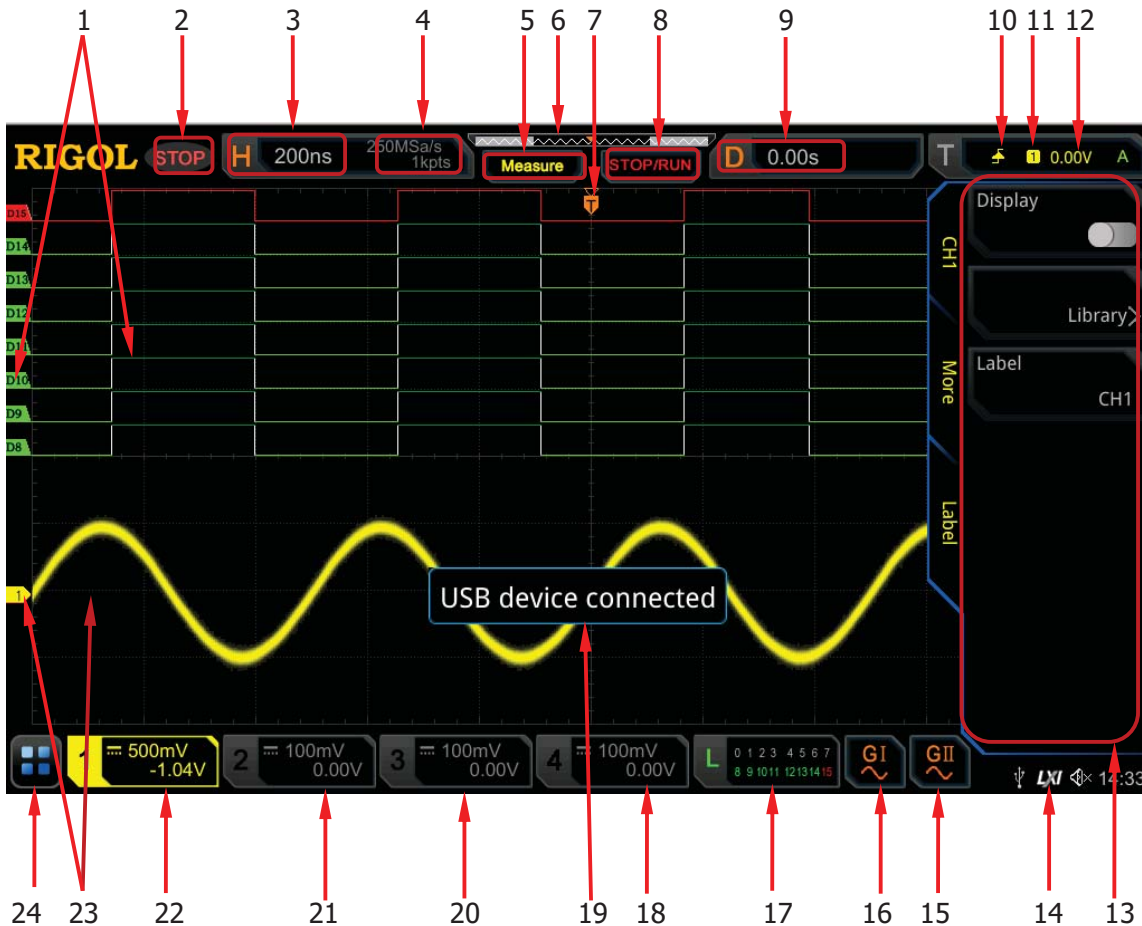 1 2 3 4 5 6 7 8 9 10 11 12
RIGOL STOP H 200ns 250MSa/s 1kpts Measure STOP/RUN D 0.00s T 1 0.00V A
T
D15
D14
D13
D12
D11
D10
D9
D8
1
CH1
More
Label
Display
Library
Label
CH1
USB device connected
1 500mV -1.04V
2 100mV 0.00V
3 100mV 0.00V
4 100mV 0.00V
L 0 1 2 3 4 5 6 7
8 9 10 11 12 13 14 15
GI
GII
LXI 14:33
24 23 22 21 20 19 18 17 16 15 14 13